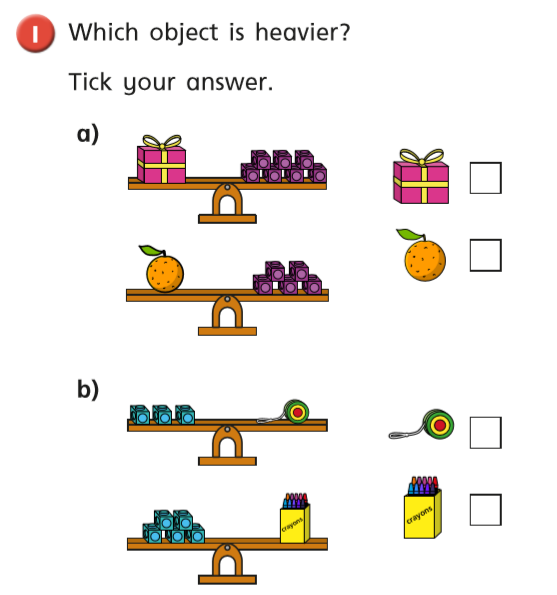 1 Which object is heavier?
Tick your answer.
a)
b)
crayons
crayons